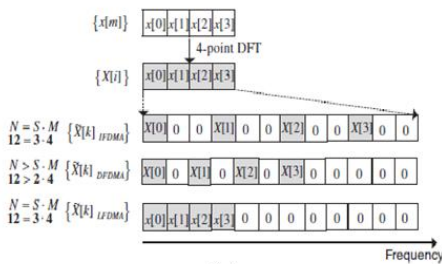 {x[m]} x[0] x[1] x[2] x[3]
4-point DFT
{X[i]} x[0] x[1] x[2] x[3]
N = S · M
12 = 3 · 4 {X̃[k] IFDMA} X[0] 0 0 X[1] 0 0 X[2] 0 0 X[3] 0 0
N > S · M
12 > 2 · 4 {X̃[k] DFDMA} X[0] 0 X[1] 0 X[2] 0 X[3] 0 0 0 0 0
N = S · M
12 = 3 · 4 {X̃[k] LFDMA} x[0] x[1] x[2] x[3] 0 0 0 0 0 0 0 0
Frequency